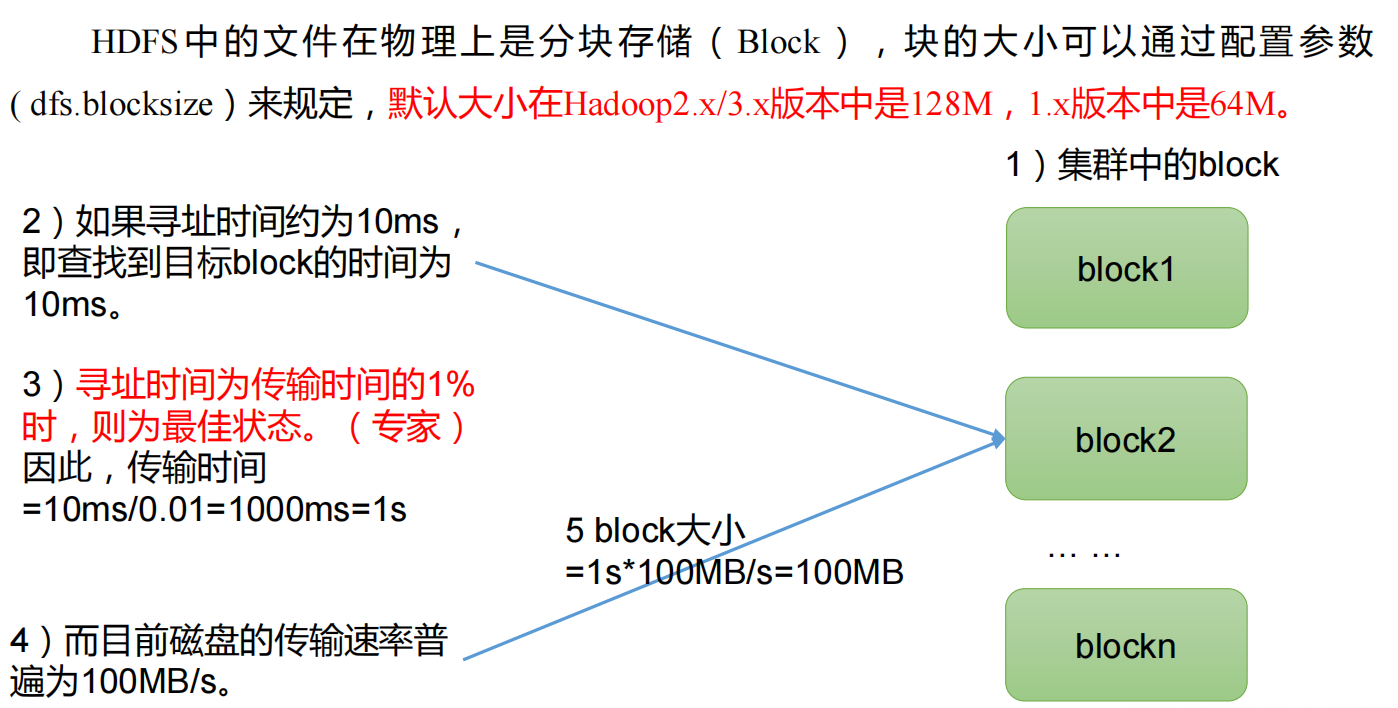 HDFS中的文件在物理上是分块存储（Block），块的大小可以通过配置参数
( dfs.blocksize）来规定，默认大小在Hadoop2.x/3.x版本中是128M，1.x版本中是64M。
1）集群中的block
2）如果寻址时间约为10ms，
即查找到目标block的时间为
10ms。
block1
3）寻址时间为传输时间的1%
时，则为最佳状态。（专家）
因此，传输时间
=10ms/0.01=1000ms=1s
block2
5 block大小
=1s*100MB/s=100MB
… …
4）而目前磁盘的传输速率普
遍为100MB/s。
blockn